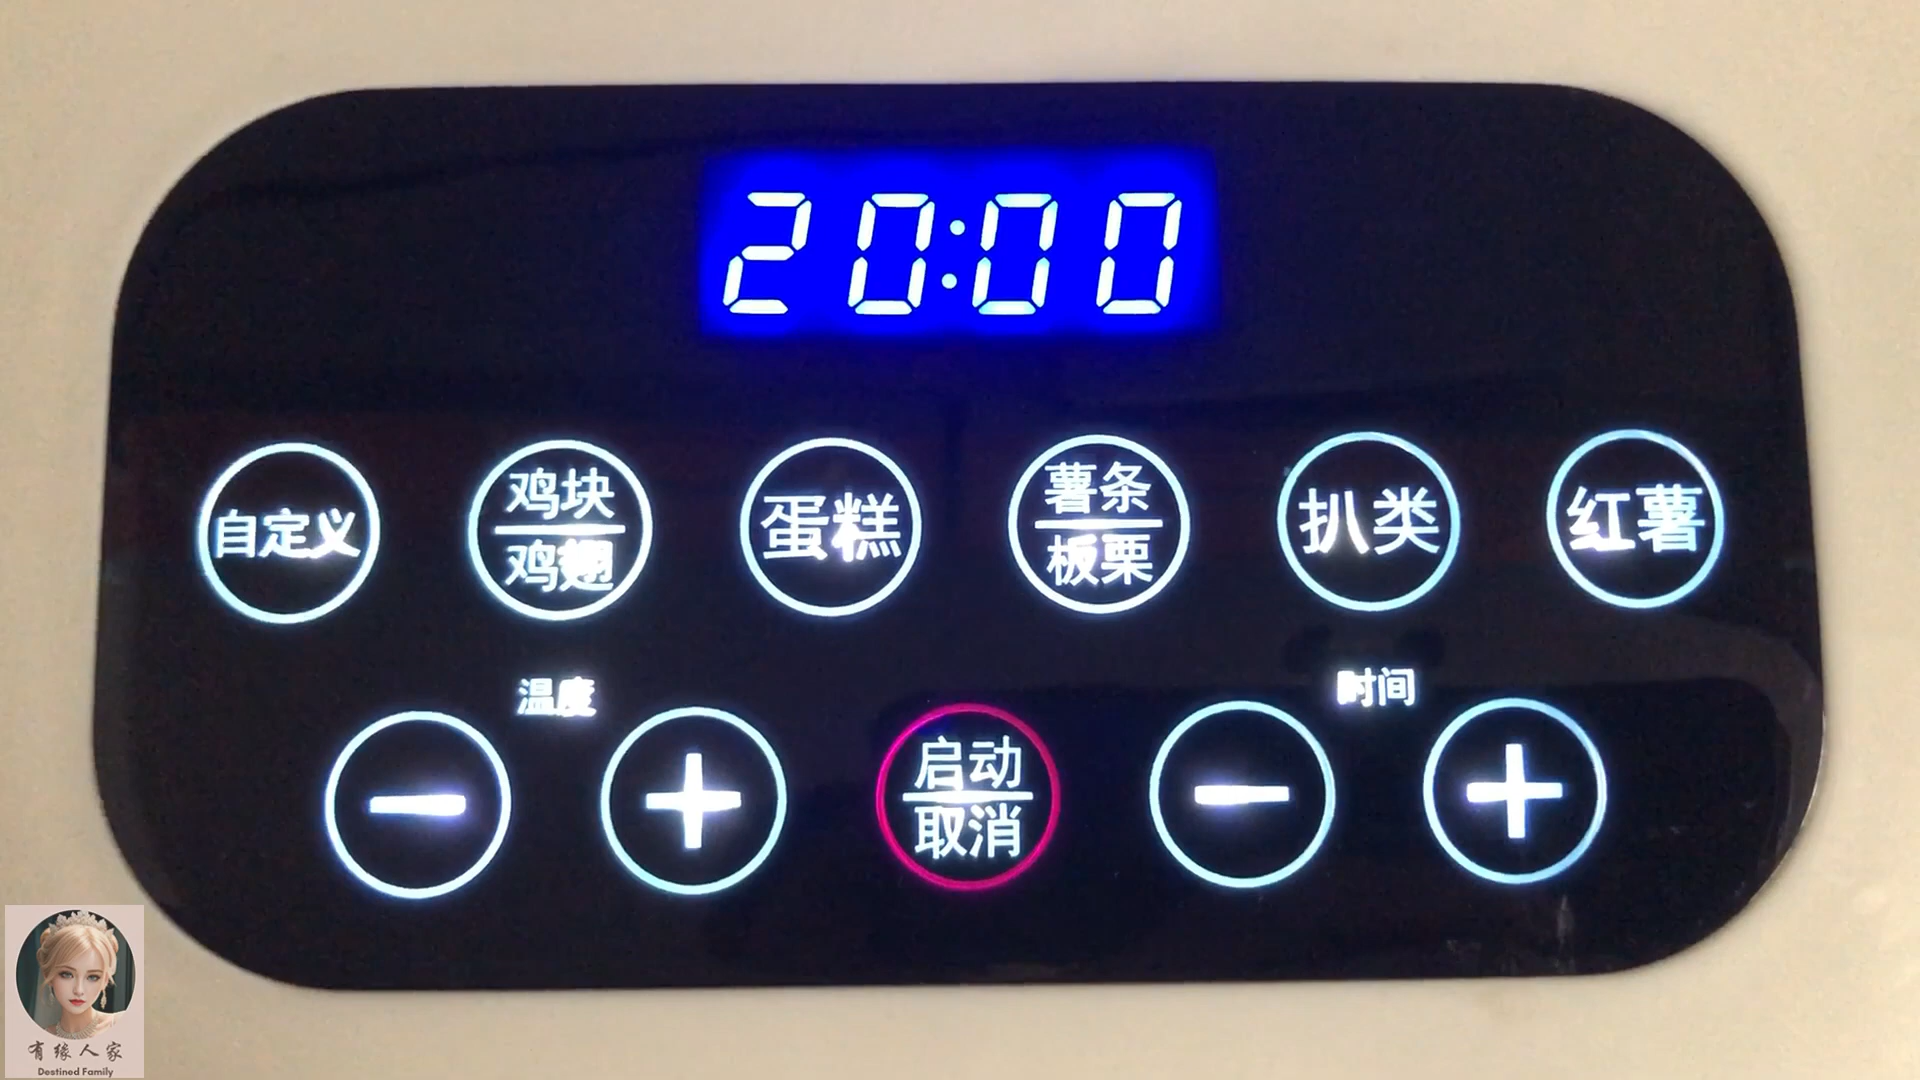 20:00
自定义
鸡块
鸡翅
蛋糕
薯条
板栗
扒类
红薯
温度
时间
－
＋
启动
取消
－
＋
有缘人家
Destined Family